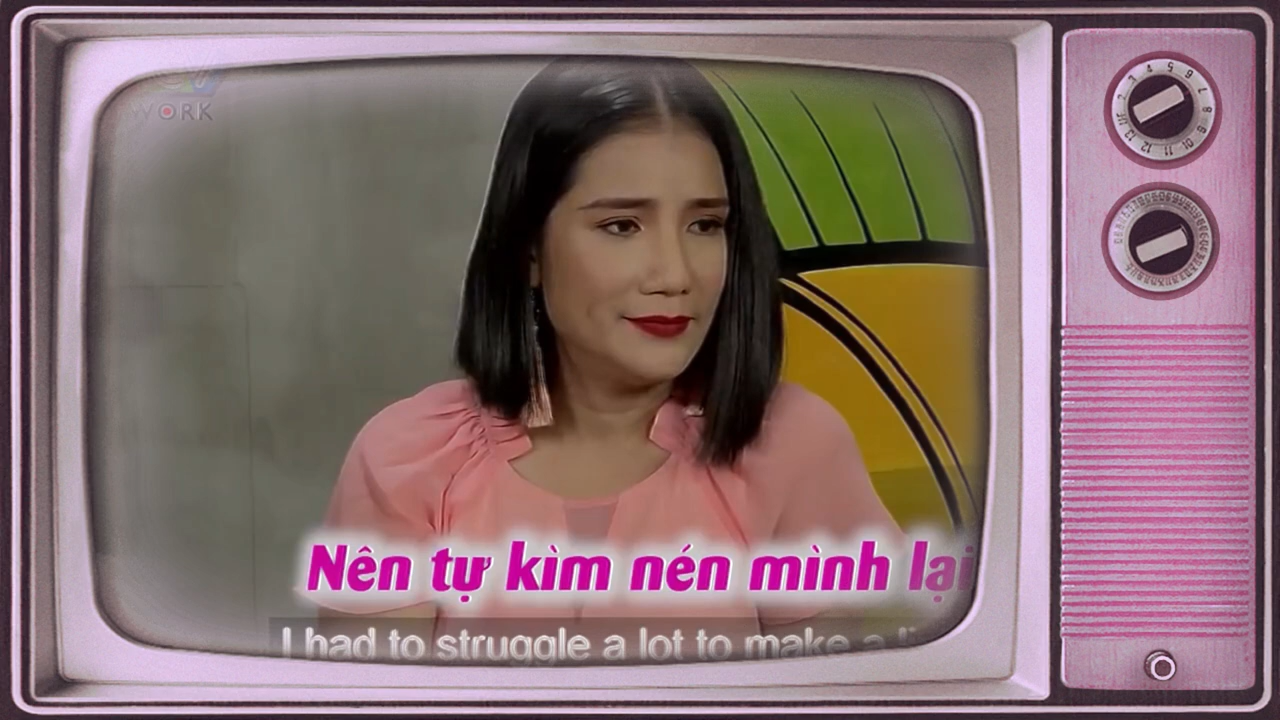 WORK
Nên tự kìm nén mình lại
I had to struggle a lot to make a